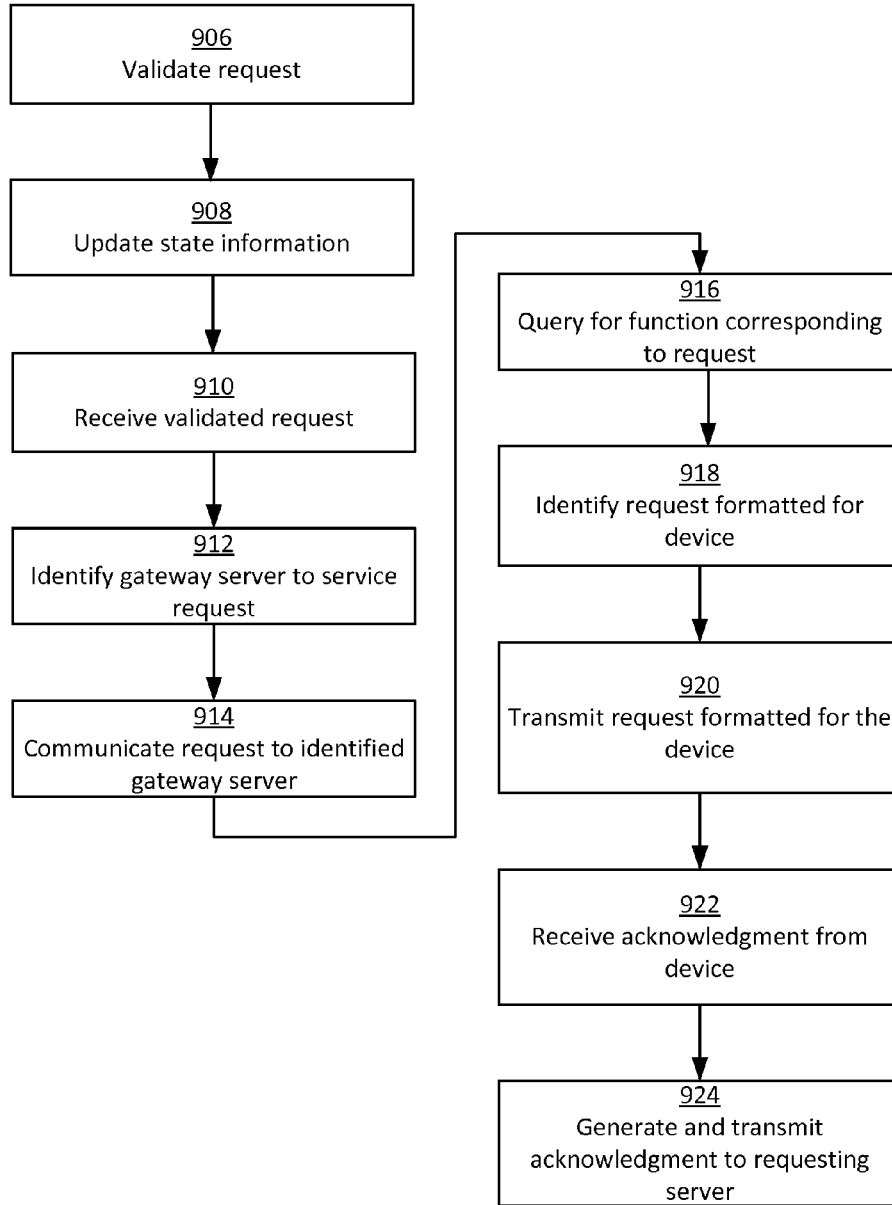 906
Validate request
908
Update state information
910
Receive validated request
912
Identify gateway server to service
request
914
Communicate request to identified
gateway server
916
Query for function corresponding
to request
918
Identify request formatted for
device
920
Transmit request formatted for the
device
922
Receive acknowledgment from
device
924
Generate and transmit
acknowledgment to requesting
server